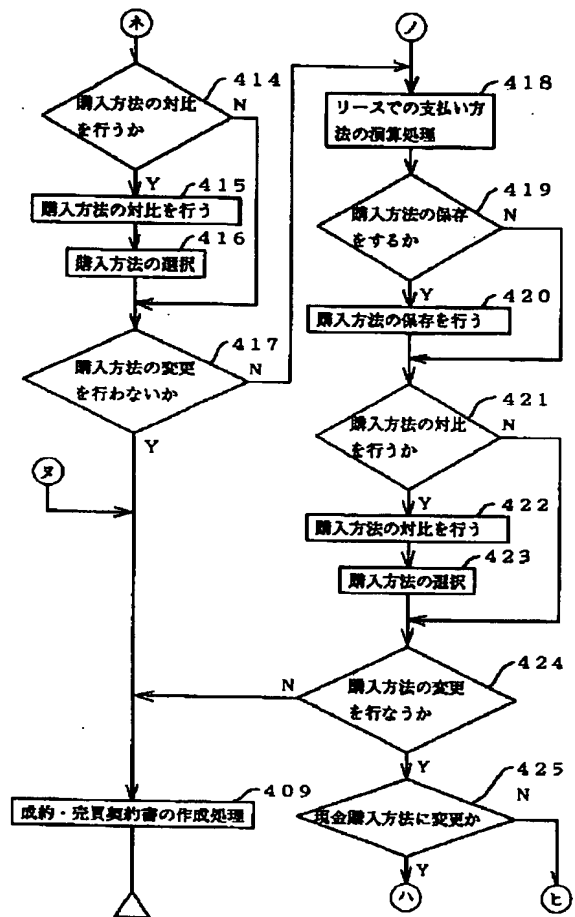 ネ
414
購入方法の対比
を行うか
N
Y
415
購入方法の対比を行う
416
購入方法の選択
417
購入方法の変更
を行わないか
N
Y
ヌ
409
成約・売買契約書の作成処理
ノ
418
リースでの支払い方
法の演算処理
419
購入方法の保存
をするか
N
Y
420
購入方法の保存を行う
421
購入方法の対比
を行うか
N
Y
422
購入方法の対比を行う
423
購入方法の選択
424
購入方法の変更
を行なうか
N
Y
425
現金購入方法に変更か
N
Y
ハ
ヒ